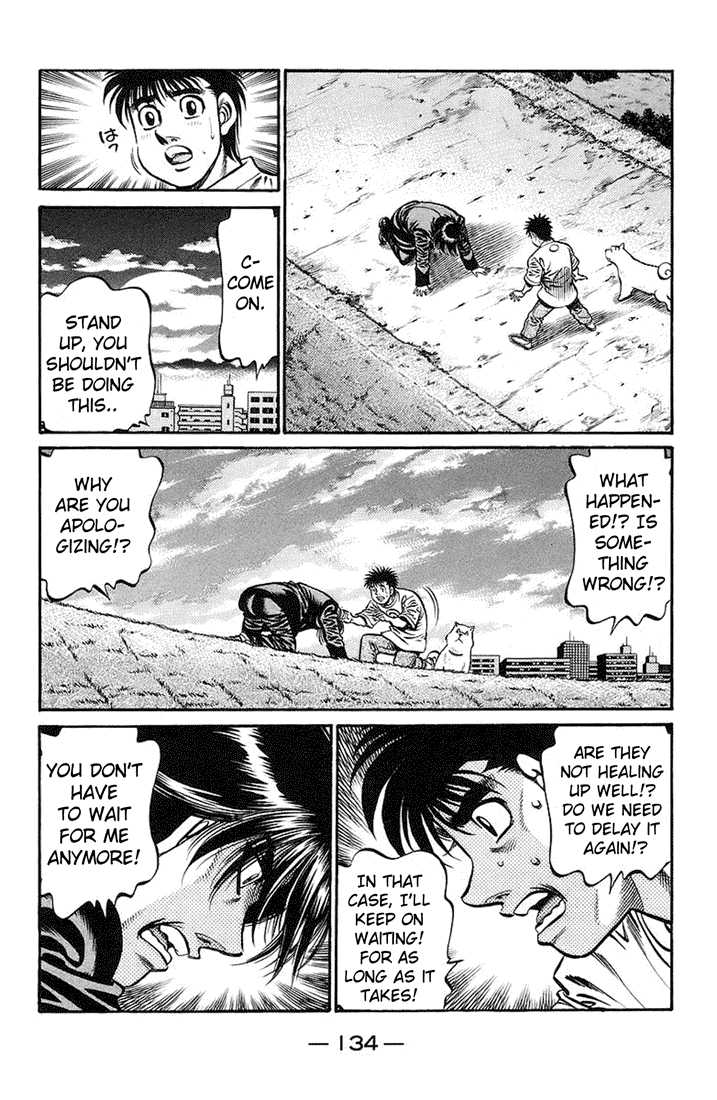 はっ
C-
COME
ON.
STAND
UP, YOU
SHOULDN'T
BE DOING
THIS..
WHAT
HAPPEN-
ED!? IS
SOME-
THING
WRONG!?
WHY
ARE YOU
APOLO-
GIZING!?
ARE THEY
NOT HEALING
UP WELL!?
DO WE NEED
TO DELAY IT
AGAIN!?
IN THAT
CASE, I'LL
KEEP ON
WAITING!
FOR AS
LONG AS IT
TAKES!
YOU DON'T
HAVE
TO WAIT
FOR ME
ANYMORE!
— 134 —